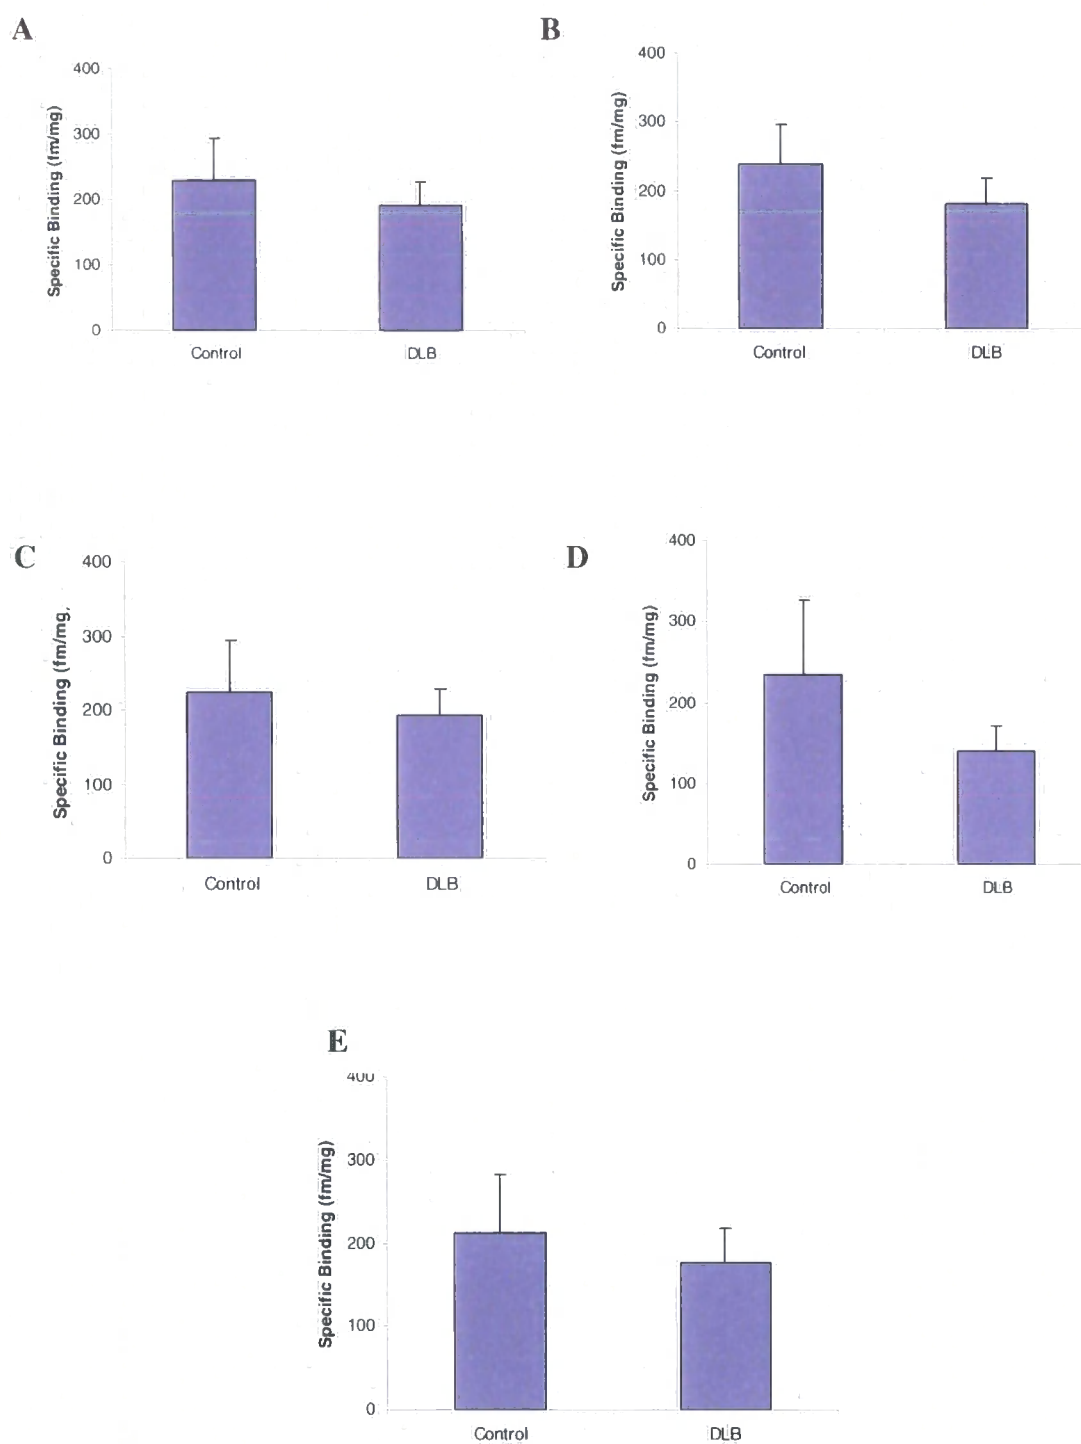 A
Specific Binding (fm/mg)
400
300
200
100
0
Control
DLB
B
Specific Binding (fm/mg)
400
300
200
100
0
Control
DLB
C
Specific Binding (fm/mg,
400
300
200
100
0
Control
DLB
D
Specific Binding (fm/mg)
400
300
200
100
0
Control
DLB
E
Specific Binding (fm/mg)
400
300
200
100
0
Control
DLB